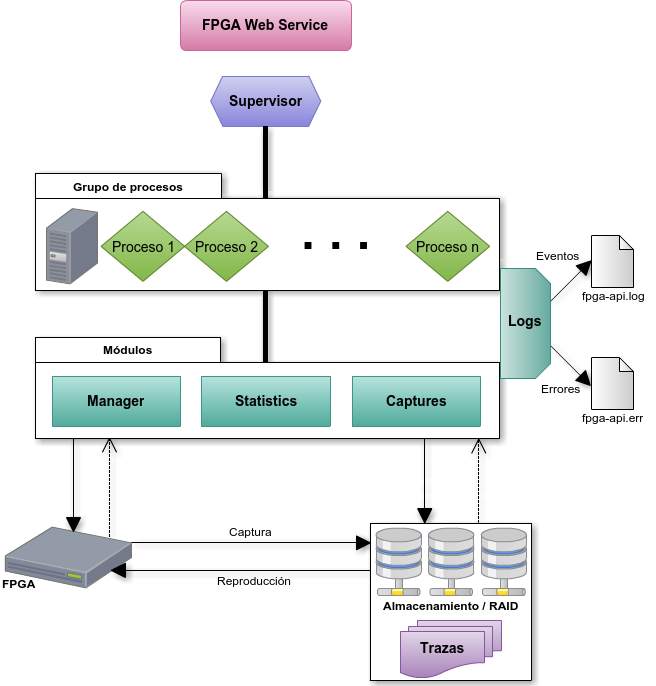 FPGA Web Service
Supervisor
Grupo de procesos
Proceso 1
Proceso 2
Proceso n
Eventos
fpga-api.log
Logs
Errores
fpga-api.err
Módulos
Manager
Statistics
Captures
Captura
Reproducción
FPGA
Almacenamiento / RAID
Trazas